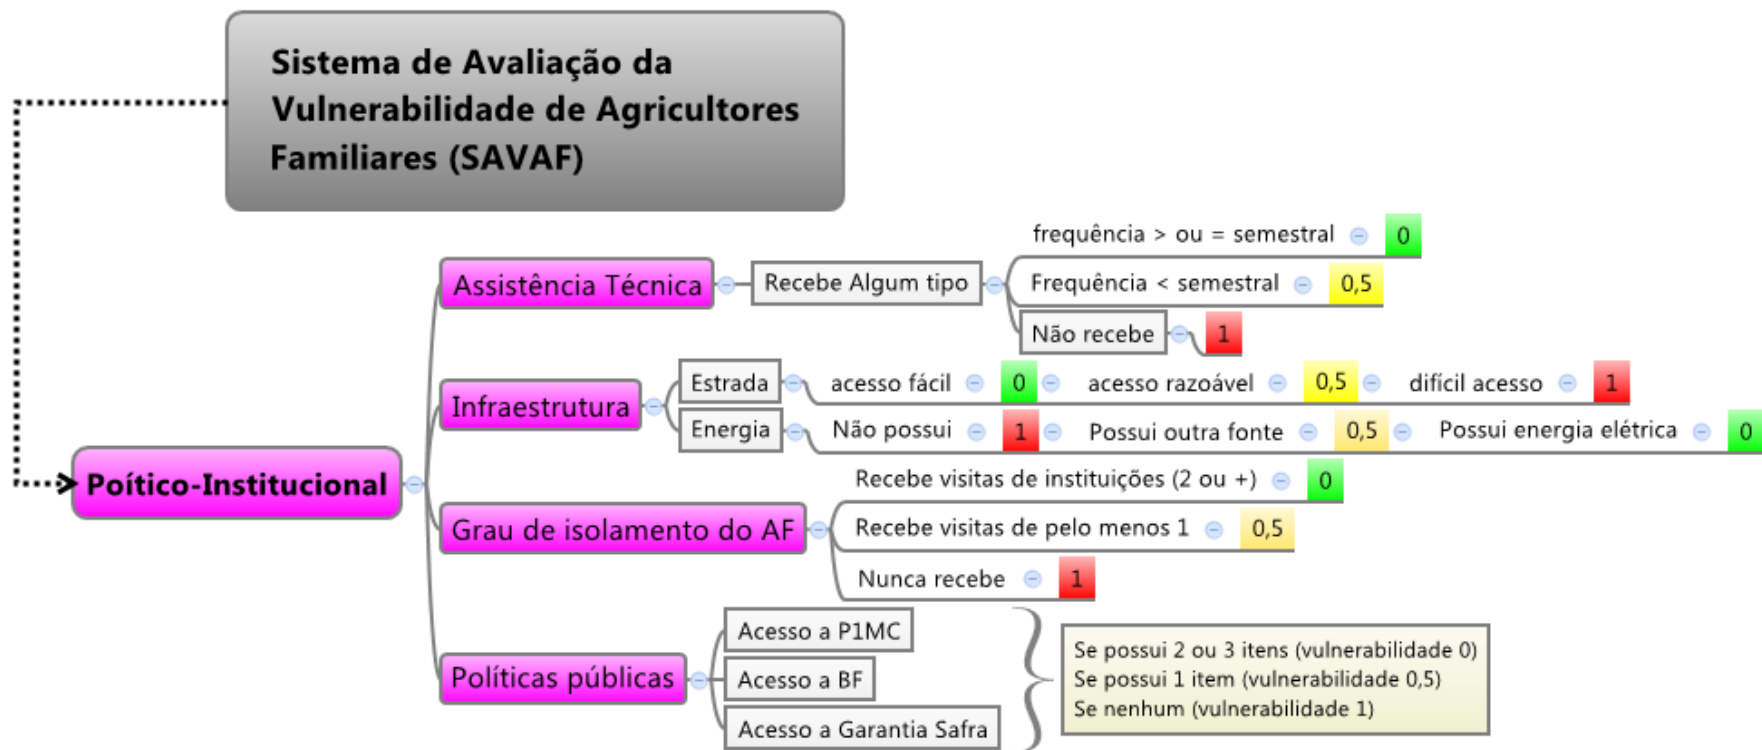 Sistema de Avaliação da
Vulnerabilidade de Agricultores
Familiares (SAVAF)
Poítico-Institucional
Assistência Técnica
Recebe Algum tipo
frequência > ou = semestral
0
Frequência < semestral
0,5
Não recebe
1
Infraestrutura
Estrada
acesso fácil
0
acesso razoável
0,5
difícil acesso
1
Energia
Não possui
1
Possui outra fonte
0,5
Possui energia elétrica
0
Grau de isolamento do AF
Recebe visitas de instituições (2 ou +)
0
Recebe visitas de pelo menos 1
0,5
Nunca recebe
1
Políticas públicas
Acesso a P1MC
Acesso a BF
Acesso a Garantia Safra
Se possui 2 ou 3 itens (vulnerabilidade 0)
Se possui 1 item (vulnerabilidade 0,5)
Se nenhum (vulnerabilidade 1)